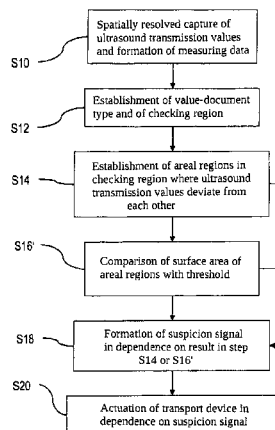 S10
Spatially resolved capture of
ultrasound transmission values
and formation of measuring data
S12
Establishment of value-document
type and of checking region
S14
Establishment of areal regions in
checking region where ultrasound
transmission values deviate from
each other
S16'
Comparison of surface area of
areal regions with threshold
S18
Formation of suspicion signal
in dependence on result in step
S14 or S16'
S20
Actuation of transport device in
dependence on suspicion signal